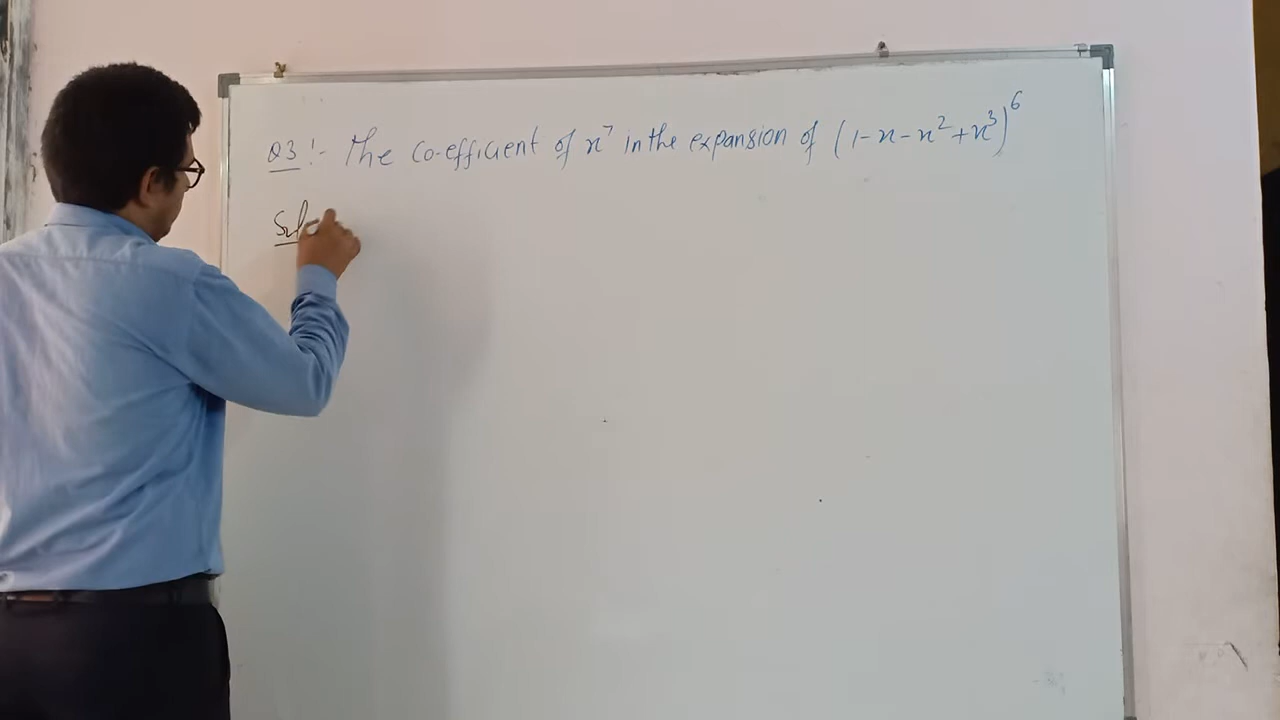 Q3!- The co-efficient of x⁷ in the expansion of (1-x-x²+x³)⁶
Sol